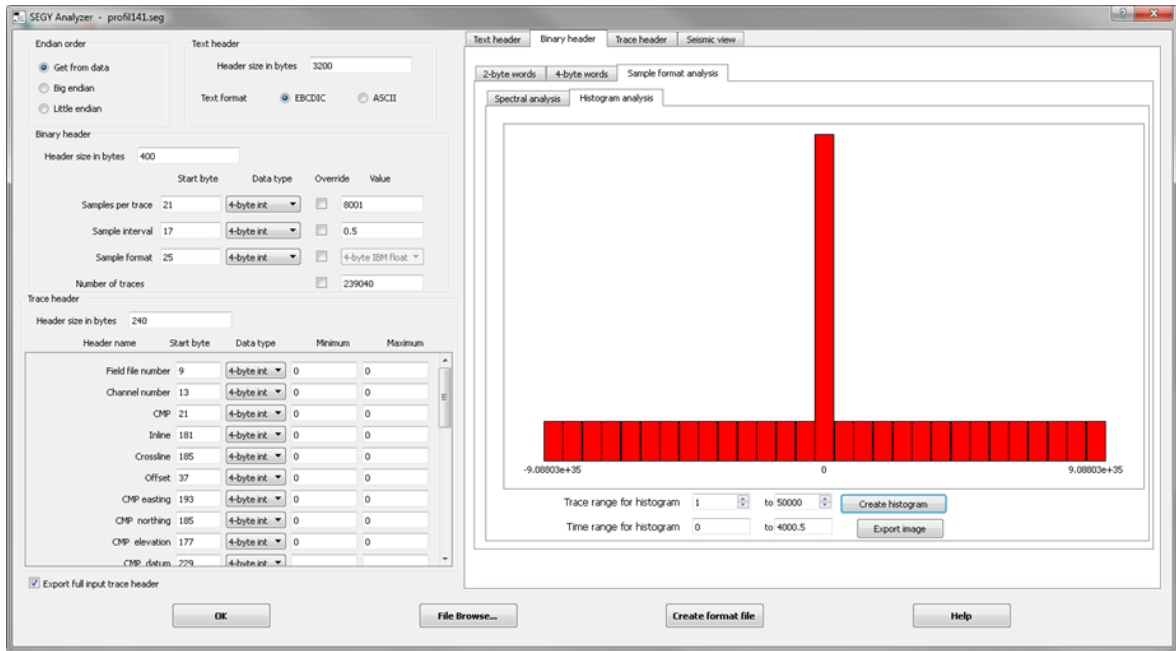 SEGY Analyzer - profil141.seg
Endian order
Get from data
Big endian
Little endian
Text header
Header size in bytes 3200
Text format EBCDIC ASCII
Binary header
Header size in bytes 400
Start byte Data type Override Value
Samples per trace 21 4-byte int 8001
Sample interval 17 4-byte int 0.5
Sample format 25 4-byte int 4-byte IBM float
Number of traces 239040
Trace header
Header size in bytes 240
Header name Start byte Data type Minimum Maximum
Field file number 9 4-byte int 0 0
Channel number 13 4-byte int 0 0
CMP 21 4-byte int 0 0
Inline 181 4-byte int 0 0
Crossline 185 4-byte int 0 0
Offset 37 4-byte int 0 0
CMP easting 193 4-byte int 0 0
CMP northing 185 4-byte int 0 0
CMP elevation 177 4-byte int 0 0
CMP datum 229 4-byte int
Export full input trace header
Text header Binary header Trace header Seismic view
2-byte words 4-byte words Sample format analysis
Spectral analysis Histogram analysis
-9.08803e+35 0 9.08803e+35
Trace range for histogram 1 to 50000 Create histogram
Time range for histogram 0 to 4000.5 Export image
OK File Browse... Create format file Help